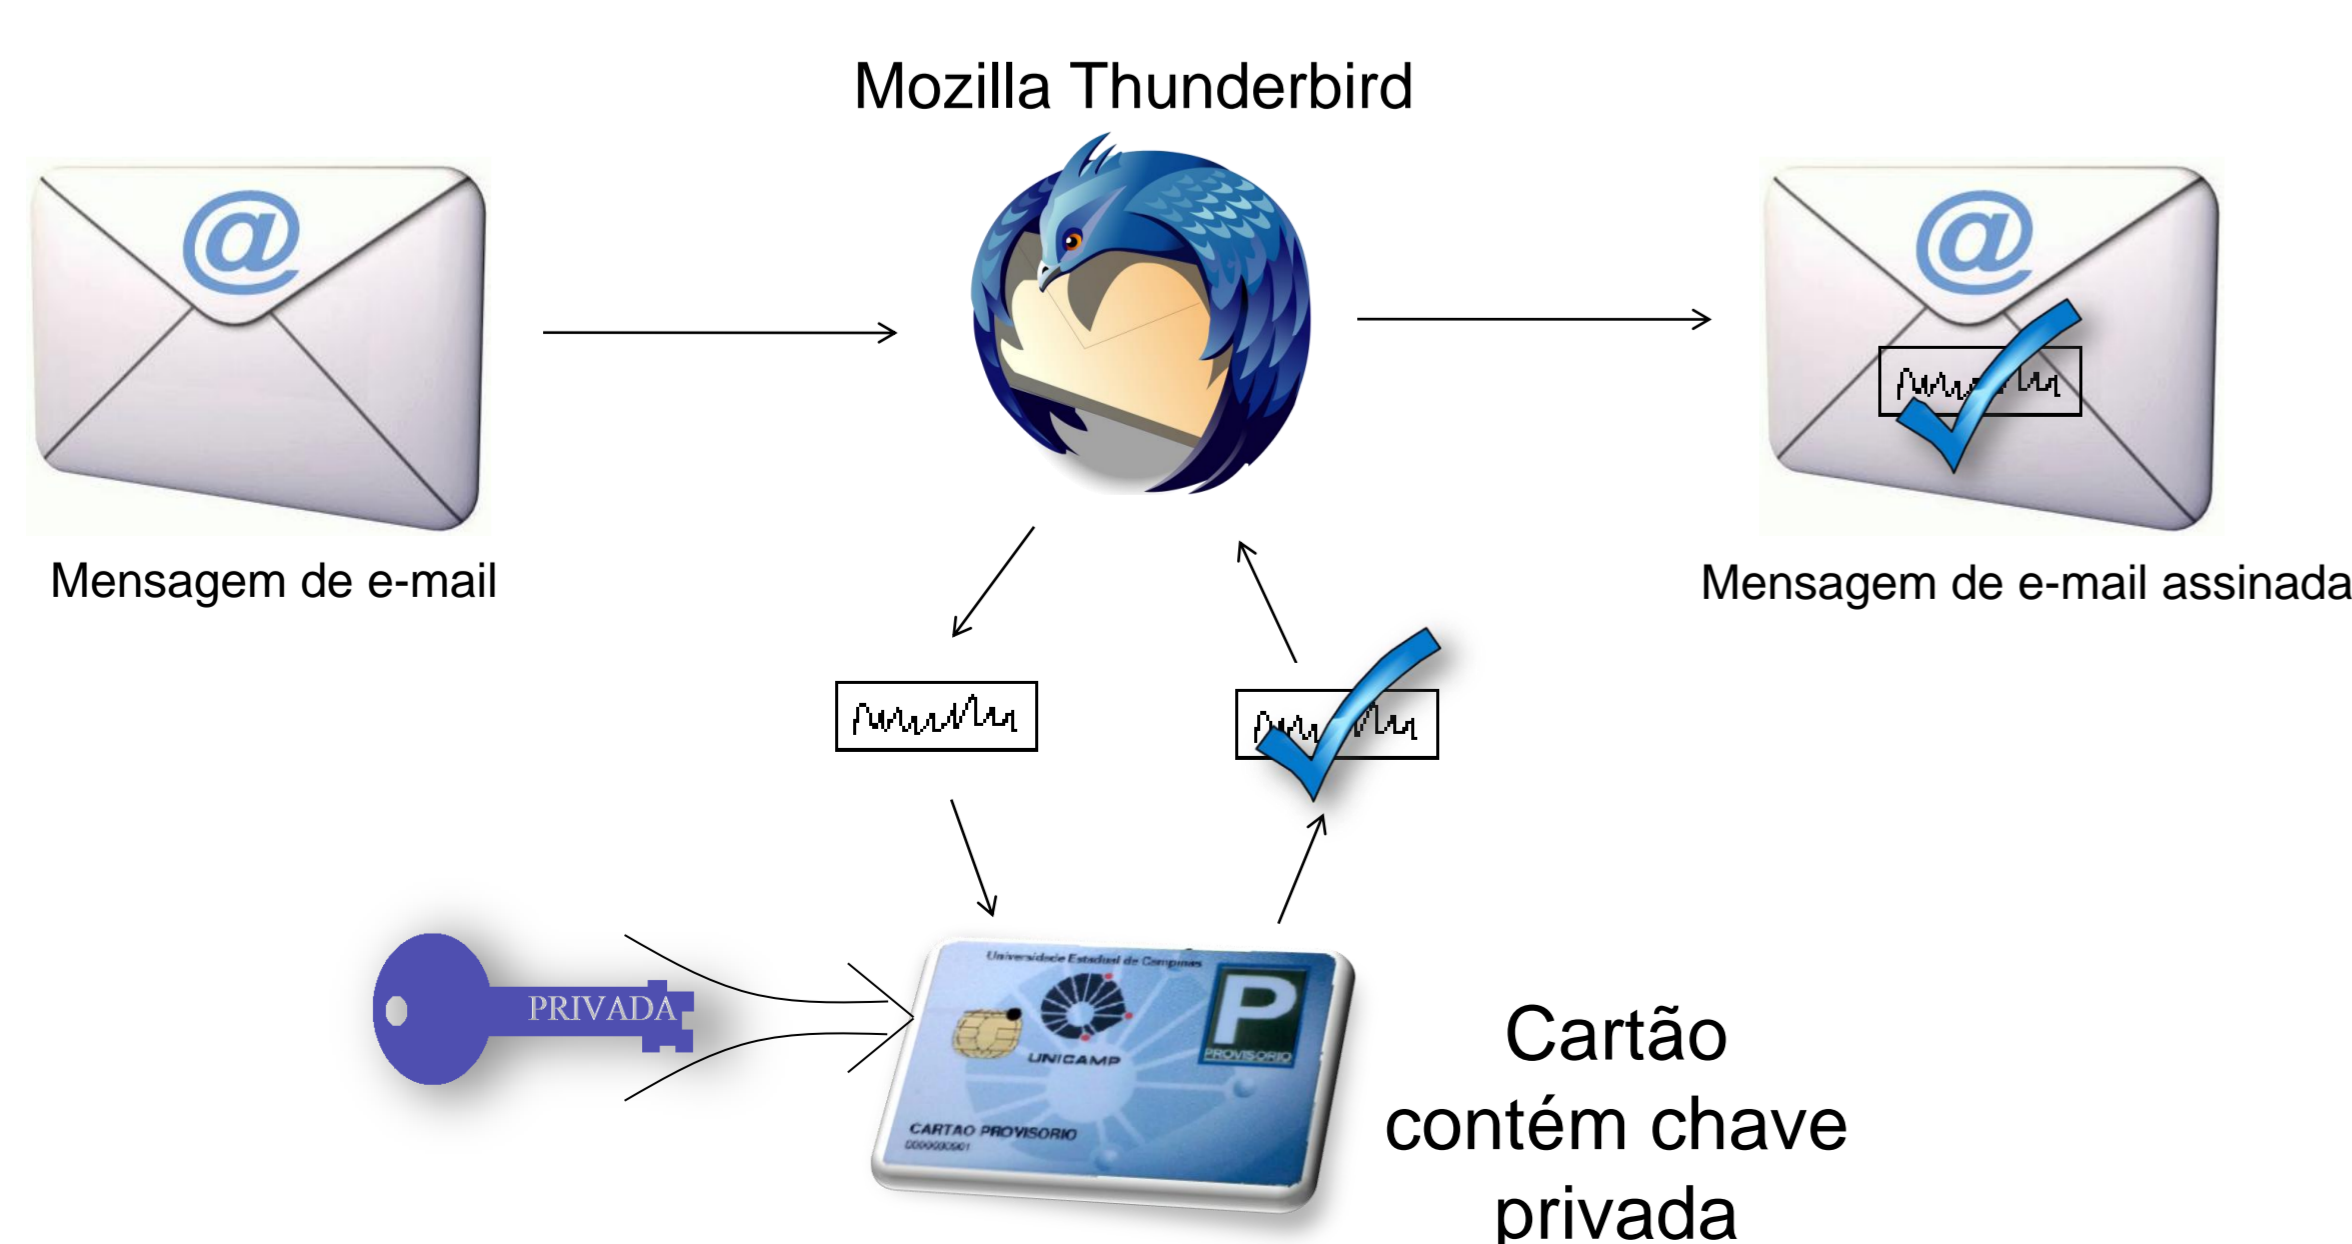 Mozilla Thunderbird
@
@
Mensagem de e-mail
Mensagem de e-mail assinada
PRIVADA
Universidade Estadual de Campinas
P
PROVISORIO
UNICAMP
CARTAO PROVISORIO
Cartão
contém chave
privada